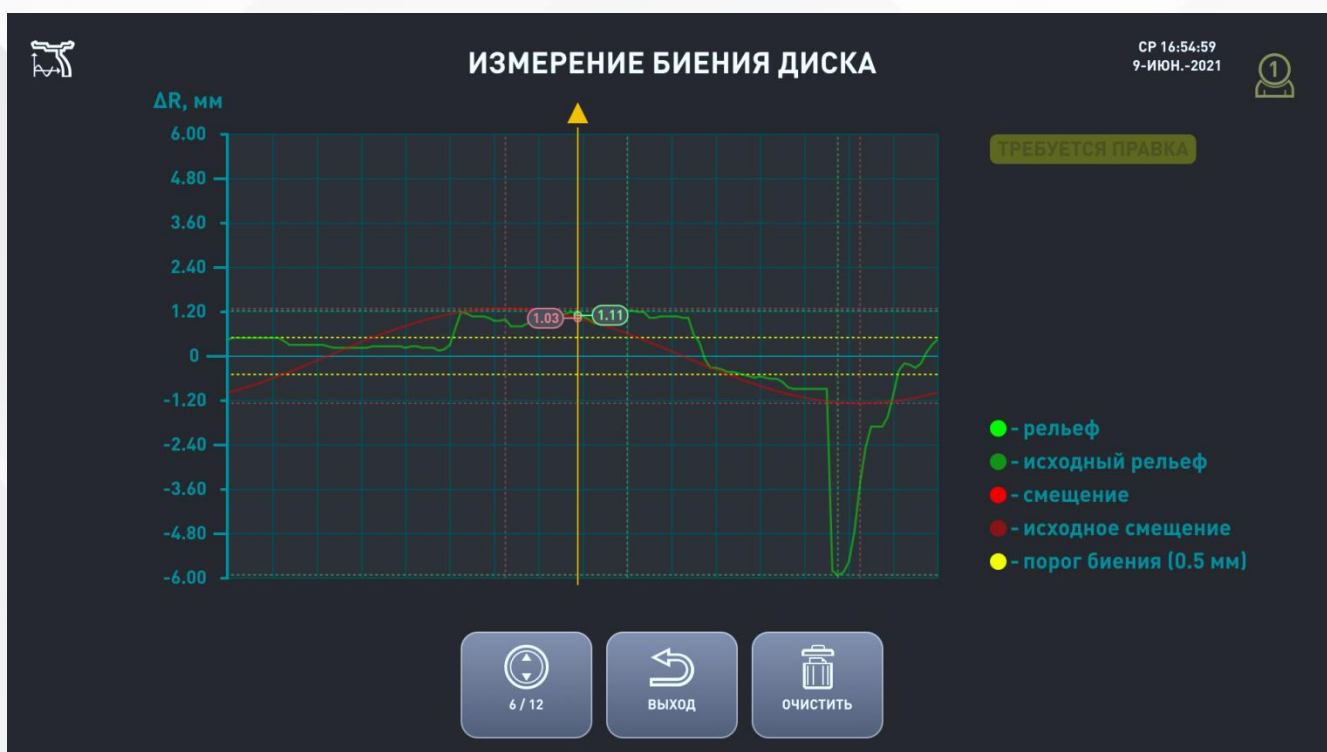 ИЗМЕРЕНИЕ БИЕНИЯ ДИСКА
СР 16:54:59
9-ИЮН.-2021
1
ΔR, мм
ТРЕБУЕТСЯ ПРАВКА
6.00
4.80
3.60
2.40
1.20
0
-1.20
-2.40
-3.60
-4.80
-6.00
1.03
1.11
- рельеф
- исходный рельеф
- смещение
- исходное смещение
- порог биения (0.5 мм)
6 / 12
ВЫХОД
ОЧИСТИТЬ